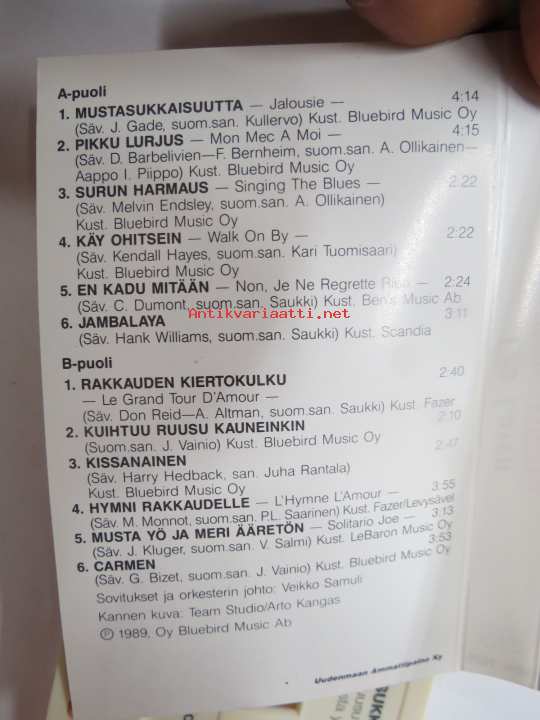 A-puoli
1. MUSTASUKKAISUUTTA — Jalousie — 4:14
(Säv. J. Gade, suom.san. Kullervo) Kust. Bluebird Music Oy
2. PIKKU LURJUS — Mon Mec A Moi — 4:15
(Säv. D. Barbelivien—F. Bernheim, suom.san. A. Ollikainen—
Aappo I. Piippo) Kust. Bluebird Music Oy
3. SURUN HARMAUS — Singing The Blues — 2:22
(Säv. Melvin Endsley, suom.san. A. Ollikainen)
Kust. Bluebird Music Oy
4. KÄY OHITSEIN — Walk On By — 2:22
(Säv. Kendall Hayes, suom.san. Kari Tuomisaari)
Kust. Bluebird Music Oy
5. EN KADU MITÄÄN — Non, Je Ne Regrette — 2:24
(Säv. C. Dumont, suom.san. Saukki) Kust. Ben's Music Ab
Antikvariaatti.net
6. JAMBALAYA 3:11
(Säv. Hank Williams, suom.san. Saukki) Kust. Scandia
B-puoli
1. RAKKAUDEN KIERTOKULKU 2:40
— Le Grand Tour D'Amour —
(Säv. Don Reid—A. Altman, suom.san. Saukki) Kust. Fazer
2. KUIHTUU RUUSU KAUNEINKIN 2:10
(Suom.san. J. Vainio) Kust. Bluebird Music Oy
3. KISSANAINEN 2:47
(Säv. Harry Hedback, san. Juha Rantala)
Kust. Bluebird Music Oy
4. HYMNI RAKKAUDELLE — L'Hymne L'Amour — 3:55
(Säv. M. Monnot, suom.san. P.L. Saarinen) Kust. Fazer/Levysävel
5. MUSTA YÖ JA MERI ÄÄRETÖN — Solitario Joe — 3:13
(Säv. J. Kluger, suom.san. V. Salmi) Kust. LeBaron Music Oy
6. CARMEN 3:53
(Säv. G. Bizet, suom.san. J. Vainio) Kust. Bluebird Music Oy
Sovitukset ja orkesterin johto: Veikko Samuli
Kannen kuva: Team Studio/Arto Kangas
Ⓟ 1989, Oy Bluebird Music Ab
Uudenmaan Ammattipaino Ky